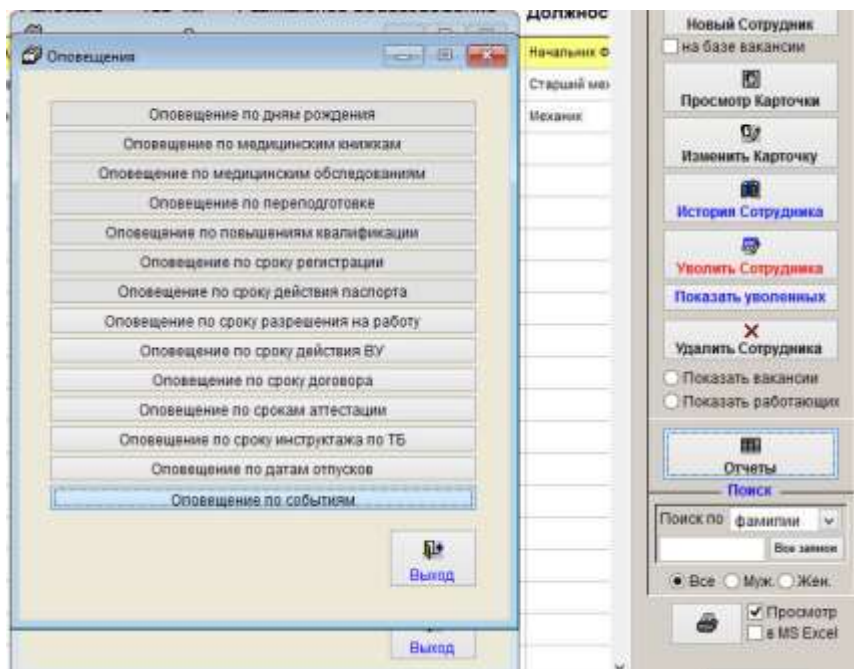 Должнос
Оповещения
Оповещение по дням рождения
Оповещение по медицинским книжкам
Оповещение по медицинским обследованиям
Оповещение по переподготовке
Оповещение по повышениям квалификации
Оповещение по сроку регистрации
Оповещение по сроку действия паспорта
Оповещение по сроку разрешения на работу
Оповещение по сроку действия ВУ
Оповещение по сроку договора
Оповещение по срокам аттестации
Оповещение по сроку инструктажа по ТБ
Оповещение по датам отпусков
Оповещение по событиям
Выход
Выход
Начальник Ф
Старший мех
Механик
Новый Сотрудник
на базе вакансии
Просмотр Карточки
Изменить Карточку
История Сотрудника
Уволить Сотрудника
Показать уволенных
Удалить Сотрудника
Показать вакансии
Показать работающих
Отчеты
Поиск
Поиск по фамилии
Все записи
Все Муж. Жен.
Просмотр
в MS Excel